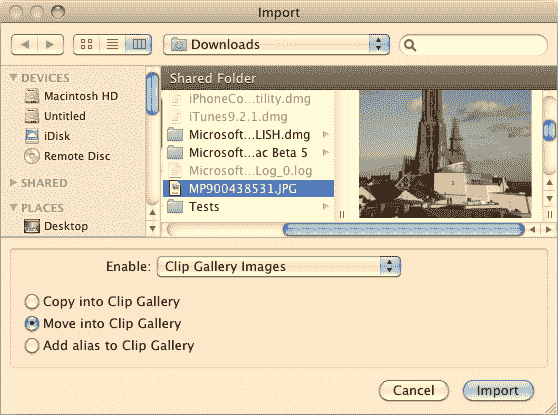 Import
Downloads
DEVICES
Macintosh HD
Untitled
iDisk
Remote Disc
SHARED
PLACES
Desktop
Shared Folder
iPhoneCo...tility.dmg
iTunes9.2.1.dmg
Microsoft...LISH.dmg
Microsoft...ac Beta 5
Microsoft...Log_0.log
MP900438531.JPG
Tests
Enable: Clip Gallery Images
Copy into Clip Gallery
Move into Clip Gallery
Add alias to Clip Gallery
Cancel Import